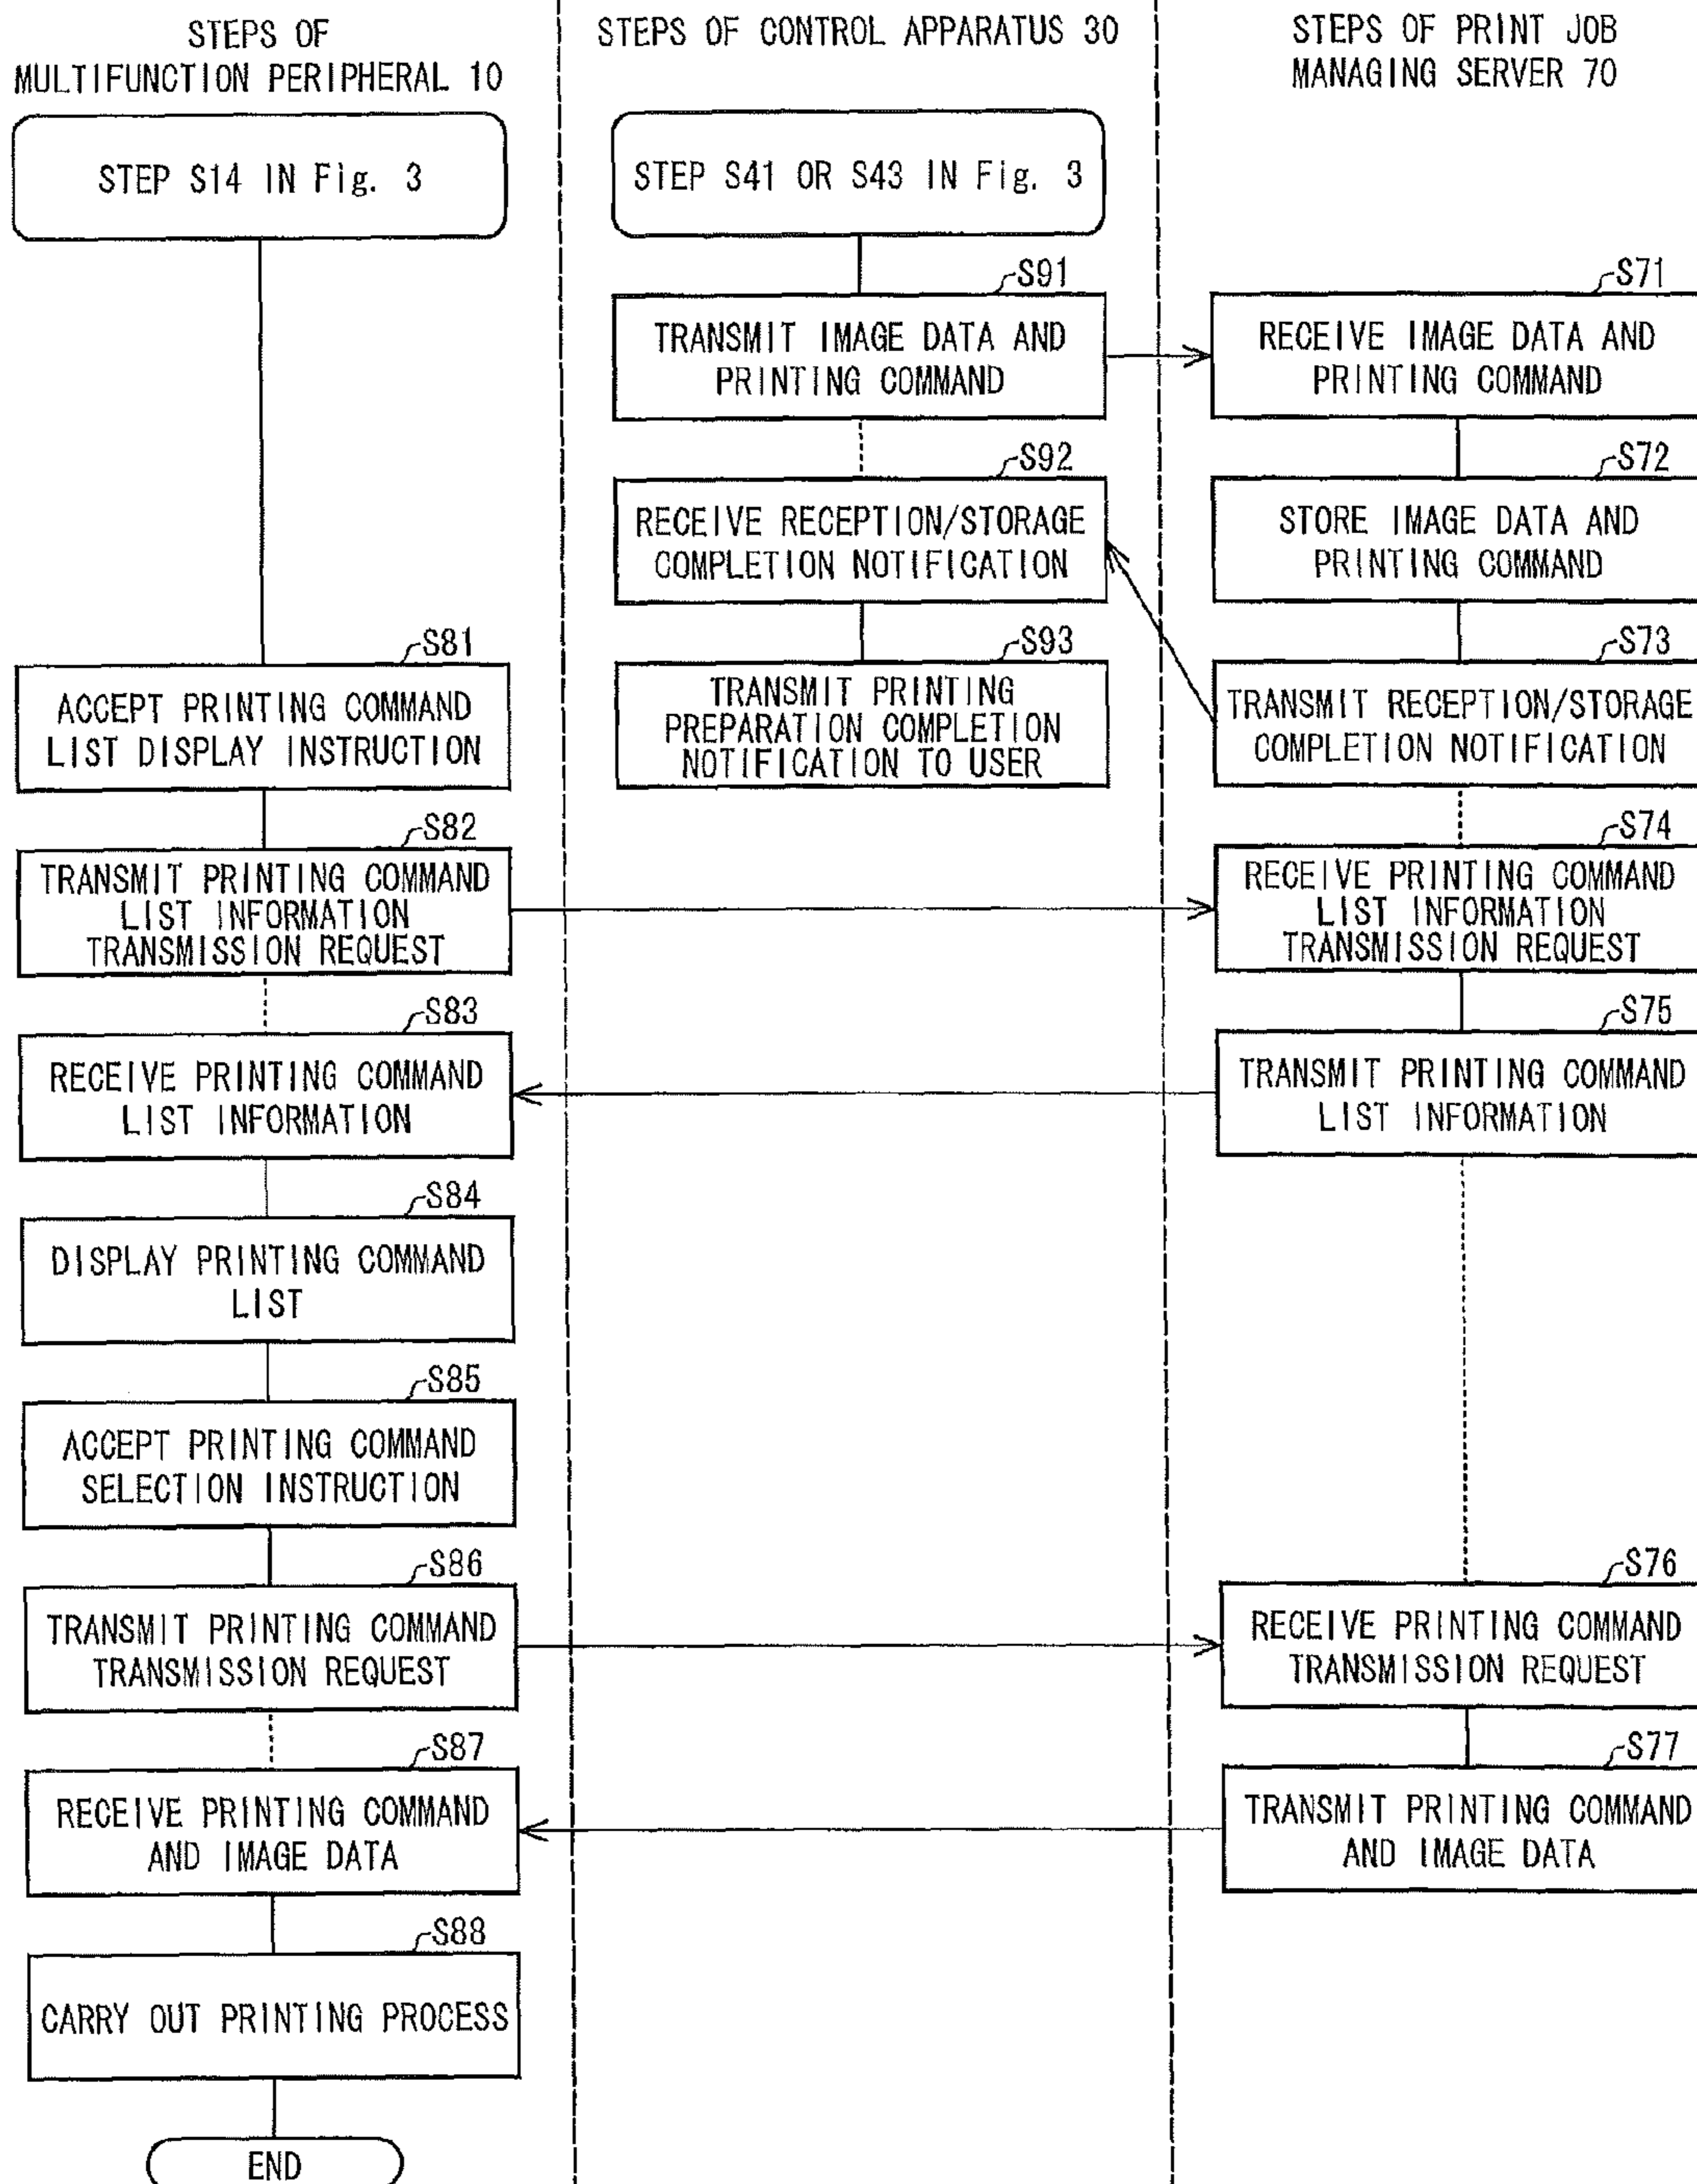 STEPS OF
MULTIFUNCTION PERIPHERAL 10
STEP S14 IN Fig. 3
S81
ACCEPT PRINTING COMMAND
LIST DISPLAY INSTRUCTION
S82
TRANSMIT PRINTING COMMAND
LIST INFORMATION
TRANSMISSION REQUEST
S83
RECEIVE PRINTING COMMAND
LIST INFORMATION
S84
DISPLAY PRINTING COMMAND
LIST
S85
ACCEPT PRINTING COMMAND
SELECTION INSTRUCTION
S86
TRANSMIT PRINTING COMMAND
TRANSMISSION REQUEST
S87
RECEIVE PRINTING COMMAND
AND IMAGE DATA
S88
CARRY OUT PRINTING PROCESS
END
STEPS OF CONTROL APPARATUS 30
STEP S41 OR S43 IN Fig. 3
S91
TRANSMIT IMAGE DATA AND
PRINTING COMMAND
S92
RECEIVE RECEPTION/STORAGE
COMPLETION NOTIFICATION
S93
TRANSMIT PRINTING
PREPARATION COMPLETION
NOTIFICATION TO USER
STEPS OF PRINT JOB
MANAGING SERVER 70
S71
RECEIVE IMAGE DATA AND
PRINTING COMMAND
S72
STORE IMAGE DATA AND
PRINTING COMMAND
S73
TRANSMIT RECEPTION/STORAGE
COMPLETION NOTIFICATION
S74
RECEIVE PRINTING COMMAND
LIST INFORMATION
TRANSMISSION REQUEST
S75
TRANSMIT PRINTING COMMAND
LIST INFORMATION
S76
RECEIVE PRINTING COMMAND
TRANSMISSION REQUEST
S77
TRANSMIT PRINTING COMMAND
AND IMAGE DATA